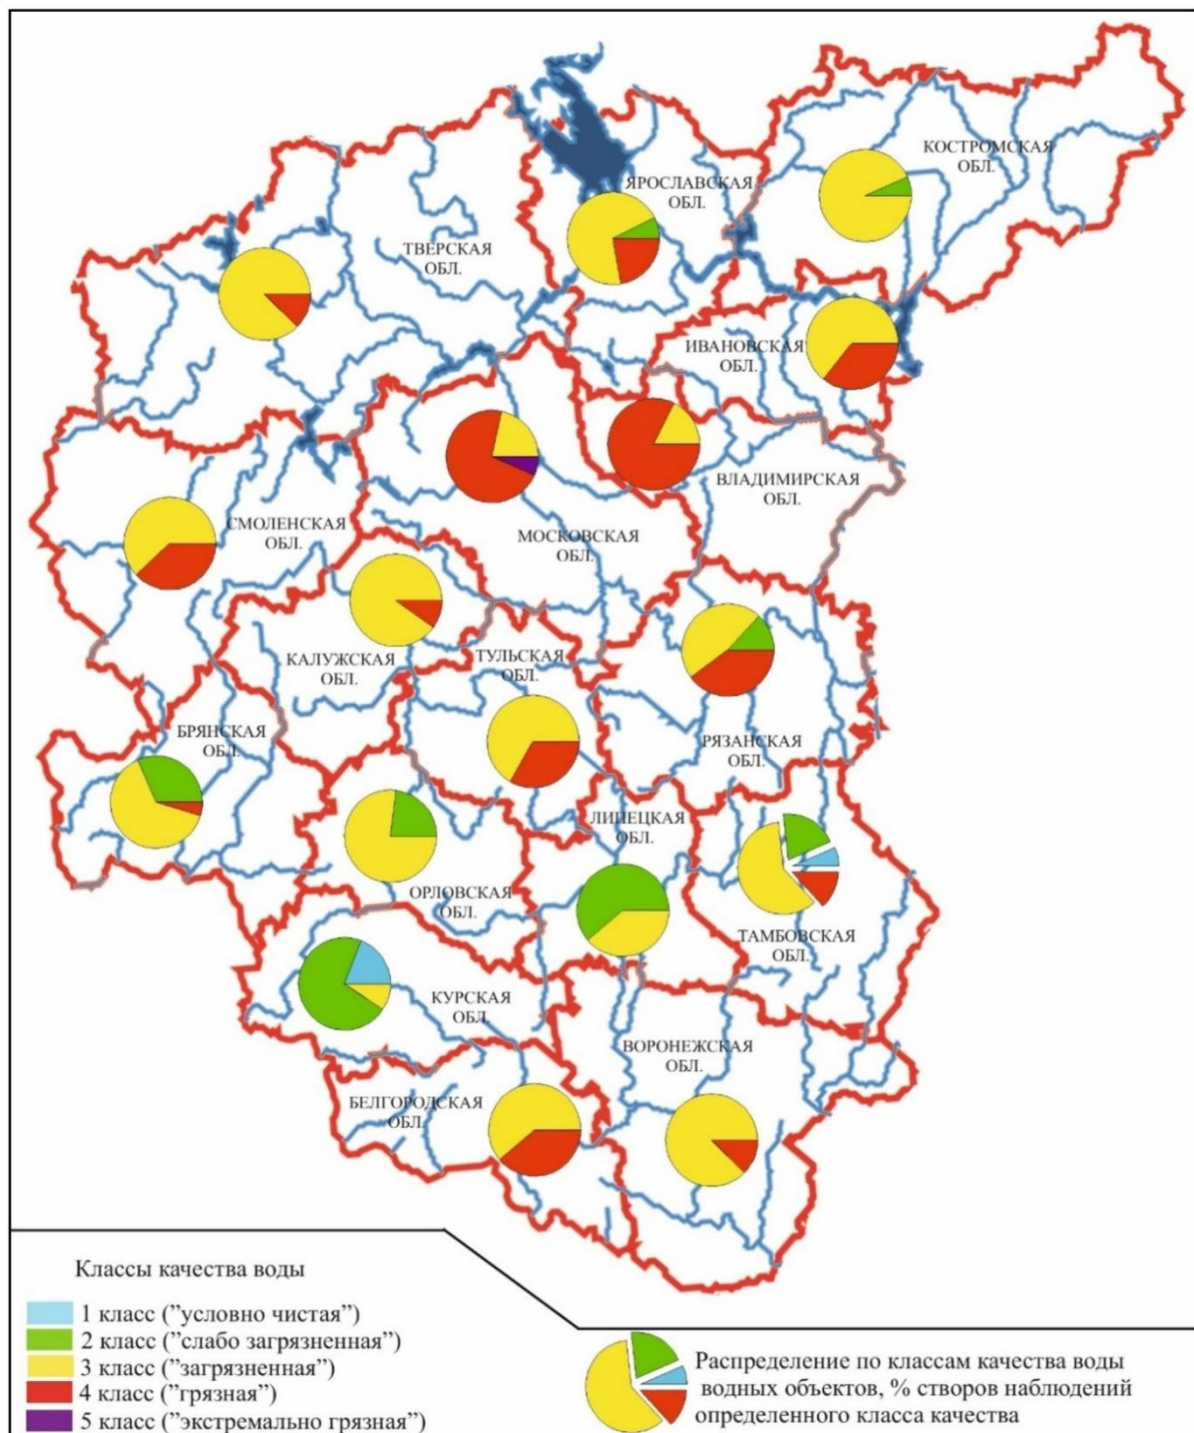 КОСТРОМСКАЯ
ОБЛ.
ЯРОСЛАВСКАЯ
ОБЛ.
ТВЕРСКАЯ
ОБЛ.
ИВАНОВСКАЯ
ОБЛ.
ВЛАДИМИРСКАЯ
ОБЛ.
СМОЛЕНСКАЯ
ОБЛ.
МОСКОВСКАЯ
ОБЛ.
КАЛУЖСКАЯ
ОБЛ.
ТУЛЬСКАЯ
ОБЛ.
БРЯНСКАЯ
ОБЛ.
РЯЗАНСКАЯ
ОБЛ.
ЛИПЕЦКАЯ
ОБЛ.
ОРЛОВСКАЯ
ОБЛ.
ТАМБОВСКАЯ
ОБЛ.
КУРСКАЯ
ОБЛ.
ВОРОНЕЖСКАЯ
ОБЛ.
БЕЛГОРОДСКАЯ
ОБЛ.
Классы качества воды
1 класс (”условно чистая”)
2 класс (”слабо загрязненная”)
3 класс (”загрязненная”)
4 класс (”грязная”)
5 класс (”экстремально грязная”)
Распределение по классам качества воды
водных объектов, % створов наблюдений
определенного класса качества